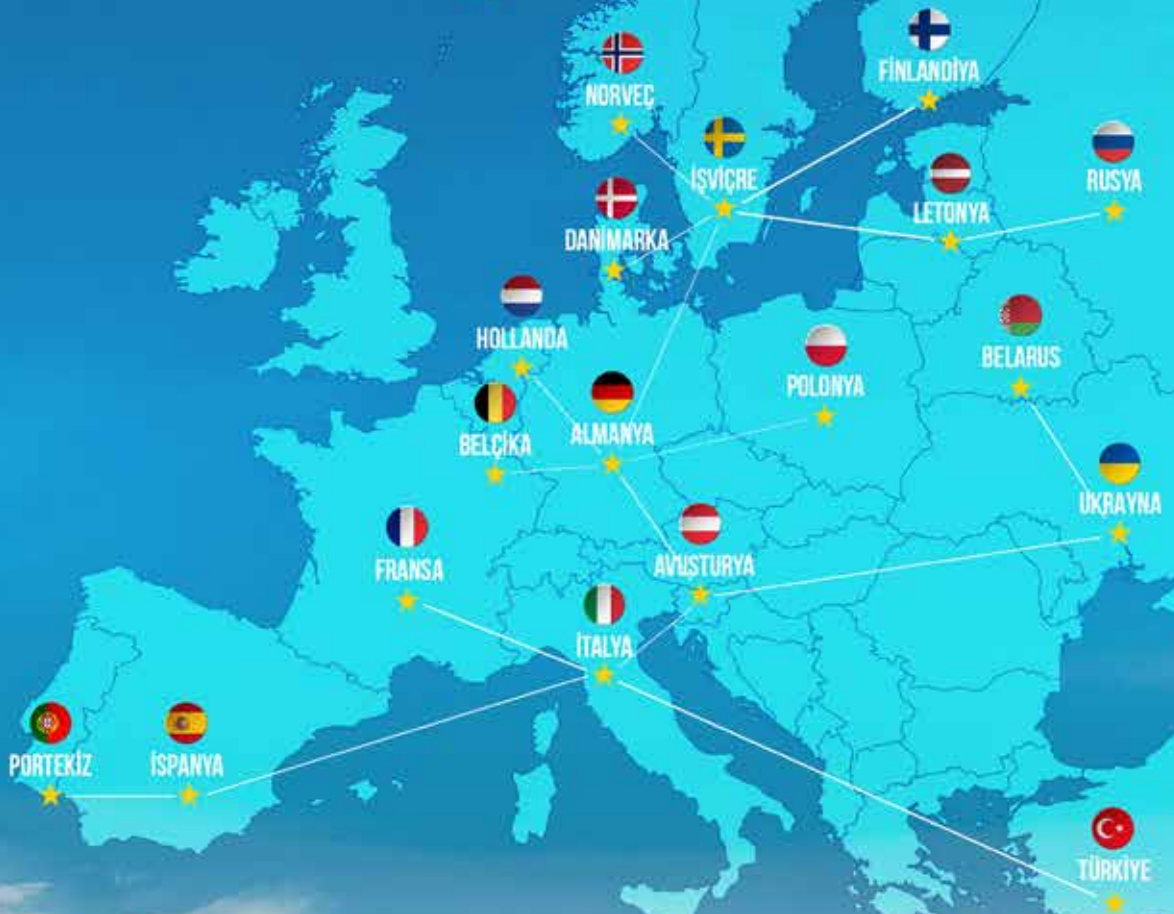 FİNLANDİYA
NORVEÇ
İŞVİÇRE
RUSYA
LETONYA
DANİMARKA
HOLLANDA
BELARUS
POLONYA
ALMANYA
BELÇİKA
UKRAYNA
AVUSTURYA
FRANSA
İTALYA
PORTEKİZ
İSPANYA
TÜRKİYE